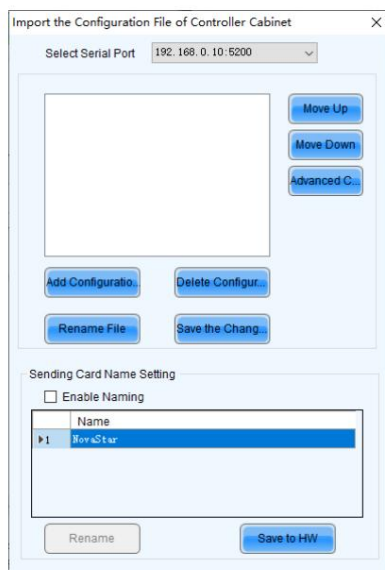 Import the Configuration File of Controller Cabinet
Select Serial Port 192.168.0.10:5200
Move Up
Move Down
Advanced C...
Add Configuratio... Delete Configur...
Rename File Save the Chang...
Sending Card Name Setting
Enable Naming
Name
1 NovaStar
Rename Save to HW